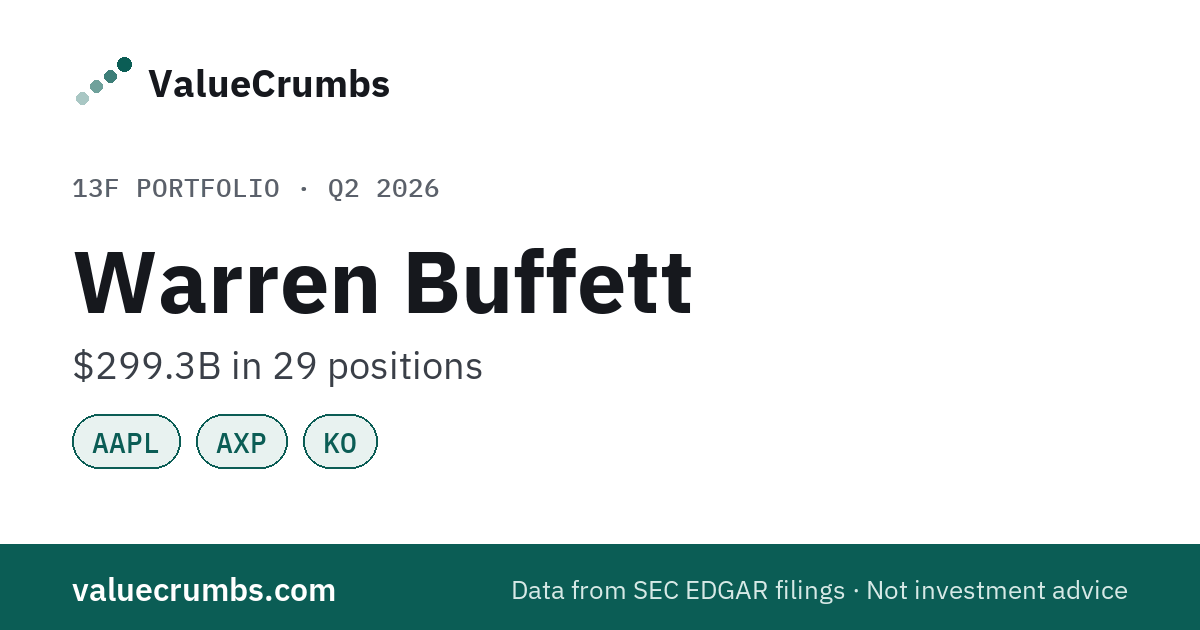 ValueCrumbs
13F PORTFOLIO · Q2 2026
Warren Buffett
$299.3B in 29 positions
AAPL AXP KO
valuecrumbs.com Data from SEC EDGAR filings · Not investment advice